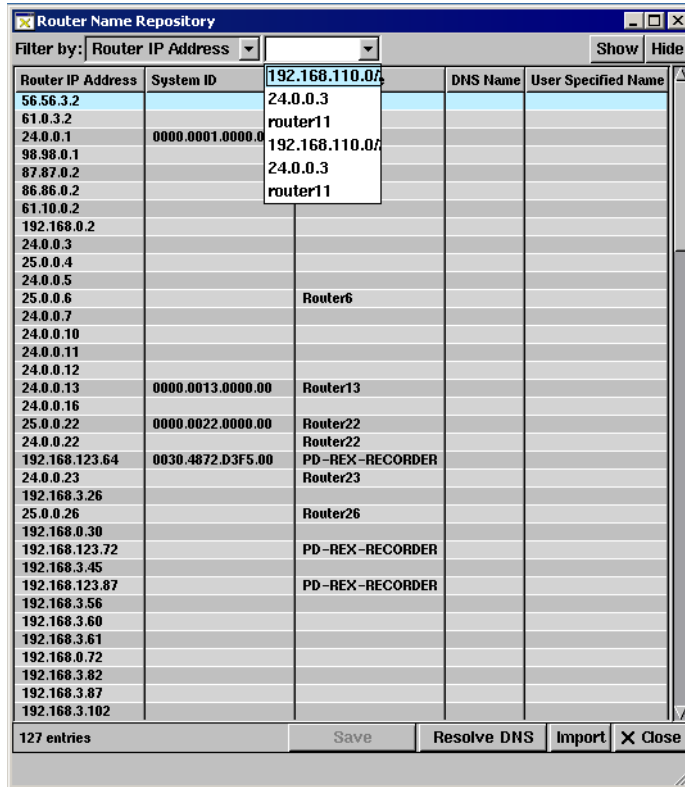 Router Name Repository
Filter by: Router IP Address
Show Hide
Router IP Address System ID DNS Name User Specified Name
192.168.110.0/
24.0.0.3
router11
192.168.110.0/
24.0.0.3
router11
56.56.3.2
61.0.3.2
24.0.0.1 0000.0001.0000.0
98.98.0.1
87.87.0.2
86.86.0.2
61.10.0.2
192.168.0.2
24.0.0.3
25.0.0.4
24.0.0.5
25.0.0.6 Router6
24.0.0.7
24.0.0.10
24.0.0.11
24.0.0.12
24.0.0.13 0000.0013.0000.00 Router13
24.0.0.16
25.0.0.22 0000.0022.0000.00 Router22
24.0.0.22 Router22
192.168.123.64 0030.4872.D3F5.00 PD-REX-RECORDER
24.0.0.23 Router23
192.168.3.26
25.0.0.26 Router26
192.168.0.30
192.168.123.72 PD-REX-RECORDER
192.168.3.45
192.168.123.87 PD-REX-RECORDER
192.168.3.56
192.168.3.60
192.168.3.61
192.168.0.72
192.168.3.82
192.168.3.87
192.168.3.102
127 entries Save Resolve DNS Import Close